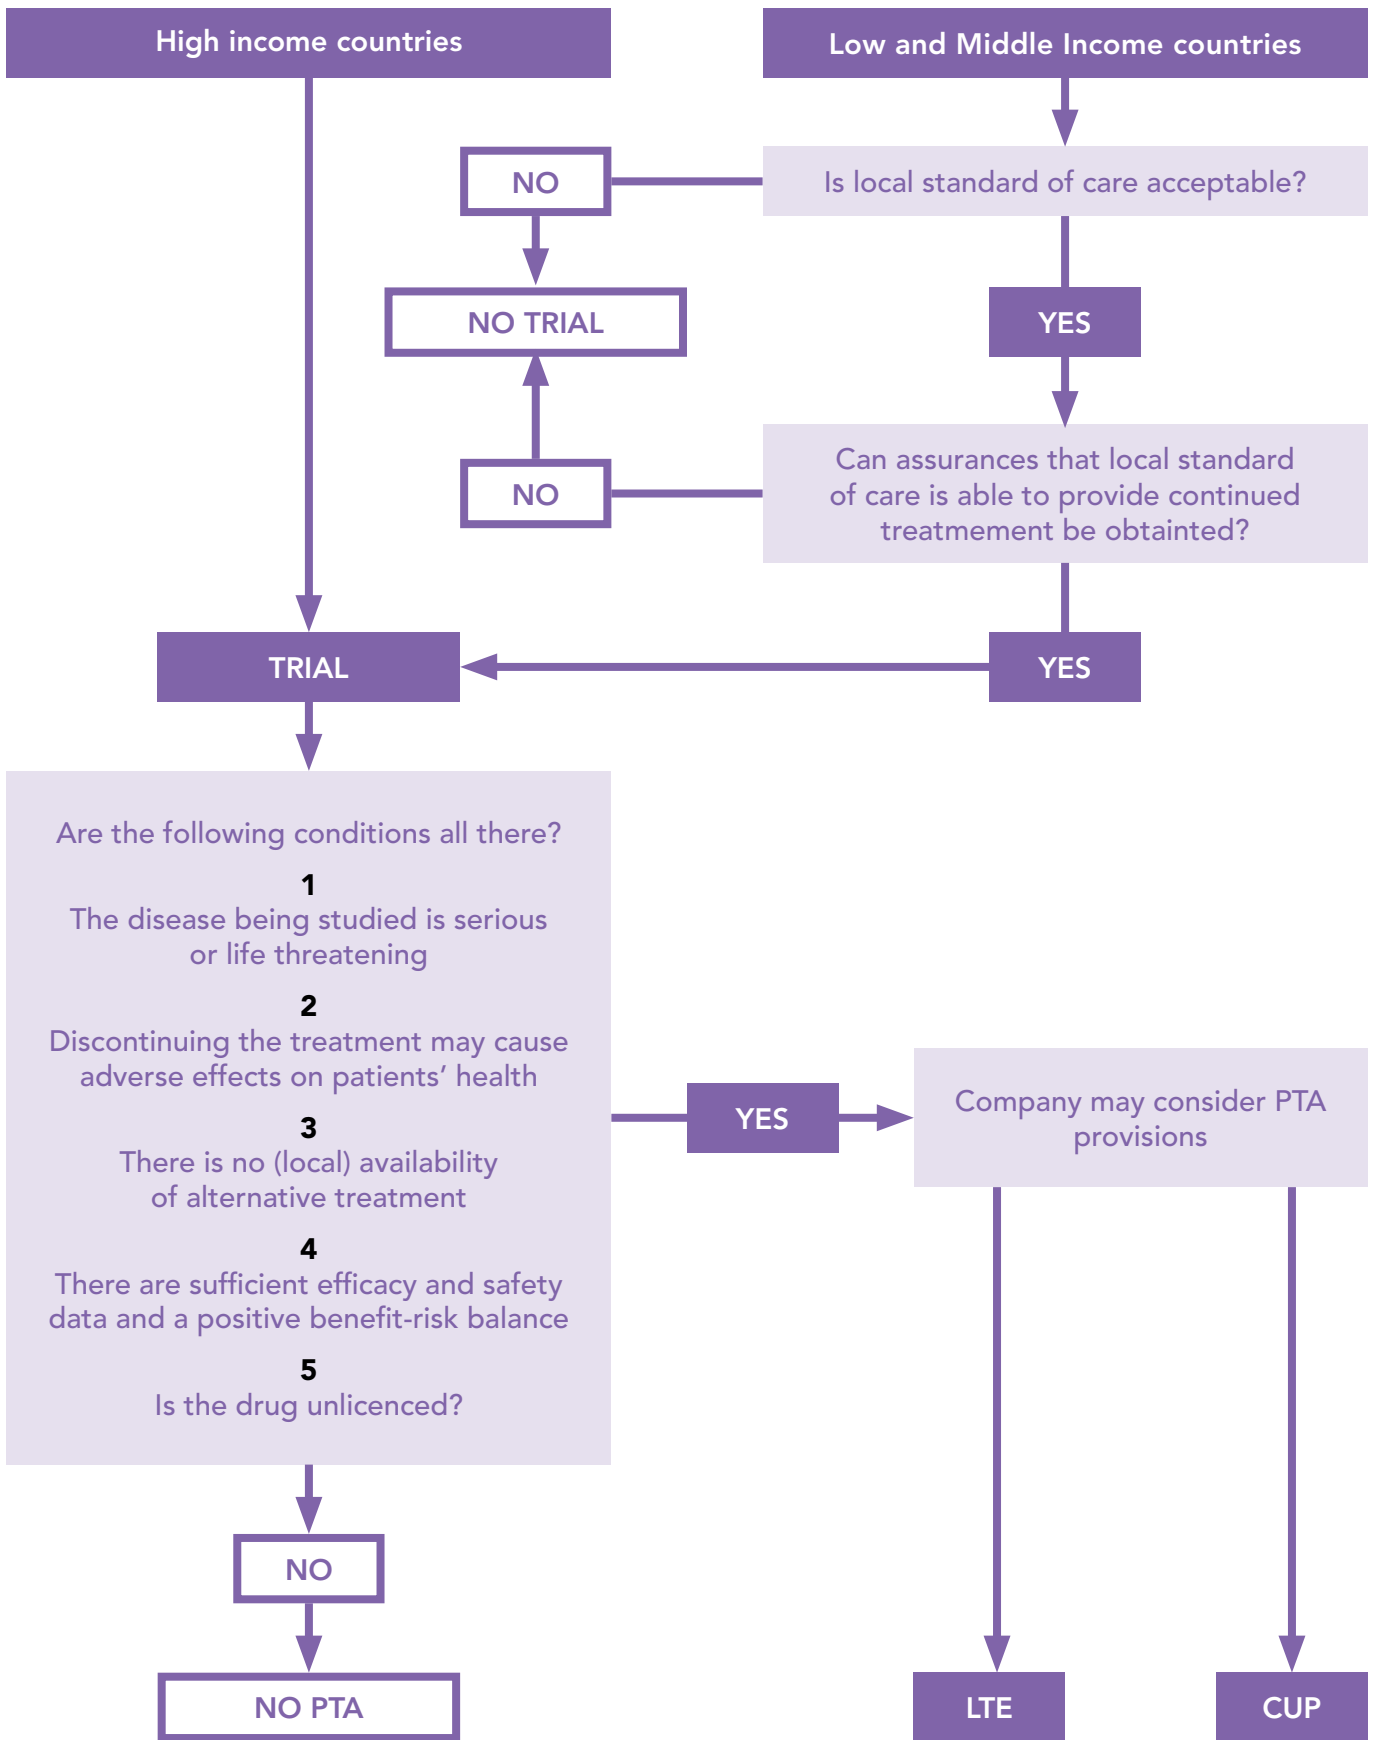 High income countries
Low and Middle Income countries
NO
Is local standard of care acceptable?
NO TRIAL
YES
NO
Can assurances that local standard
of care is able to provide continued
treatmement be obtainted?
TRIAL
YES
Are the following conditions all there?
1
The disease being studied is serious
or life threatening
2
Discontinuing the treatment may cause
adverse effects on patients’ health
3
There is no (local) availability
of alternative treatment
4
There are sufficient efficacy and safety
data and a positive benefit-risk balance
5
Is the drug unlicenced?
YES
Company may consider PTA
provisions
NO
NO PTA
LTE
CUP